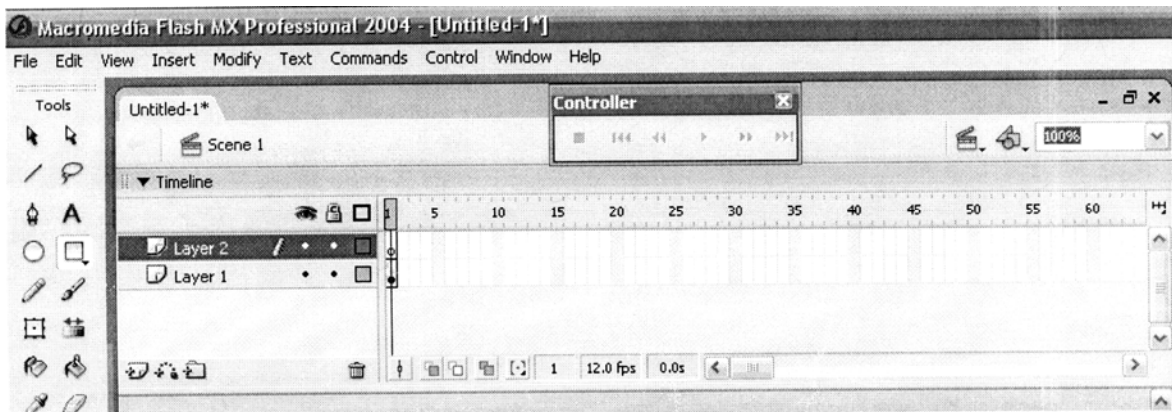 Macromedia Flash MX Professional 2004 - [Untitled-1*]
File Edit View Insert Modify Text Commands Control Window Help
Tools
Untitled-1*
Controller
Scene 1
100%
Timeline
1 5 10 15 20 25 30 35 40 45 50 55 60
Layer 2
Layer 1
1 12.0 fps 0.0s
A